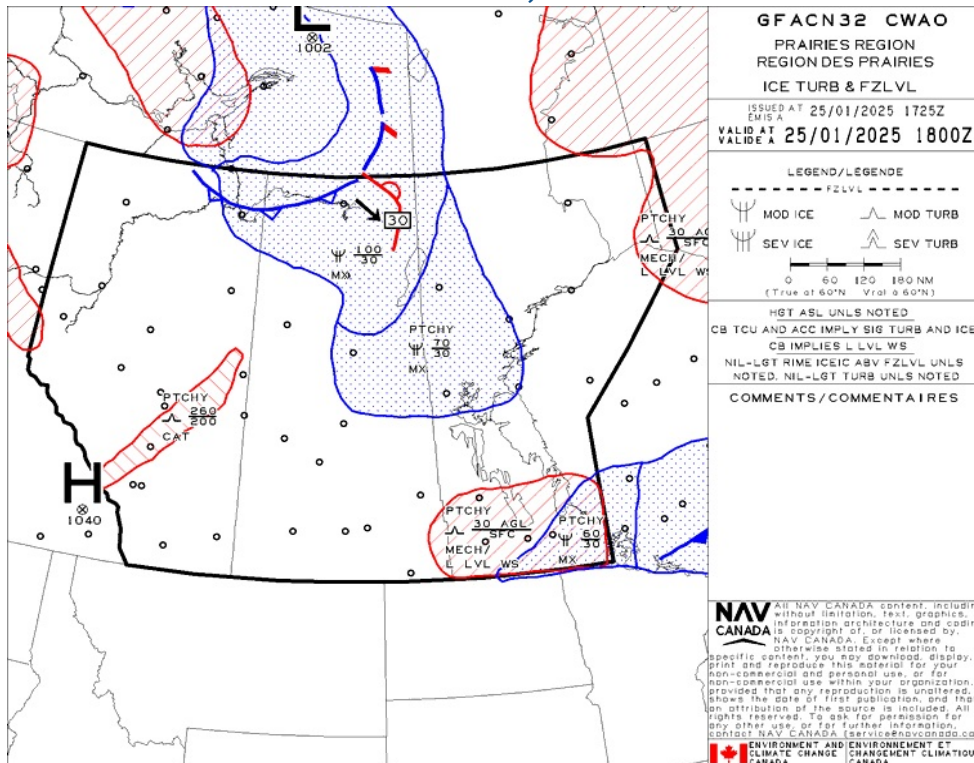 L
1002
30
100
30
MX
PTCHY
70
30
MX
PTCHY
30 AGL
SFC
MECH/
L LVL WS
PTCHY
260
200
CAT
H
1040
PTCHY
30 AGL
SFC
MECH/
L LVL WS
PTCHY
60
30
MX
GFACN32 CWAO
PRAIRIES REGION
REGION DES PRAIRIES
ICE TURB & FZLVL
ISSUED AT 25/01/2025 1725Z
EMIS A
VALID AT 25/01/2025 1800Z
VALIDE A
LEGEND/LÉGENDE
FZLVL
MOD ICE
MOD TURB
SEV ICE
SEV TURB
0 60 120 180 NM
(True at 60°N Vrai a 60°N)
HGT ASL UNLS NOTED
CB TCU AND ACC IMPLY SIG TURB AND ICE
CB IMPLIES L LVL WS
NIL-LGT RIME ICEIC ABV FZLVL UNLS
NOTED. NIL-LGT TURB UNLS NOTED
COMMENTS/COMMENTAIRES
NAV
CANADA
All NAV CANADA content, includin
without limitation, text, graphics,
information architecture and codin
is copyright of, or licensed by,
NAV CANADA. Except where
otherwise stated in relation to
specific content, you may download, display,
print and reproduce this material for your
non-commercial and personal use, or for
non-commercial use within your organization,
provided that any reproduction is unaltered,
shows the date of first publication, and tha
an attribution of the source is included. All
rights reserved. To ask for permission for
any other use, or for further information,
contact NAV CANADA (service@navcanada.ca
ENVIRONMENT AND
CLIMATE CHANGE
CANADA
ENVIRONNEMENT ET
CHANGEMENT CLIMATIQU
CANADA